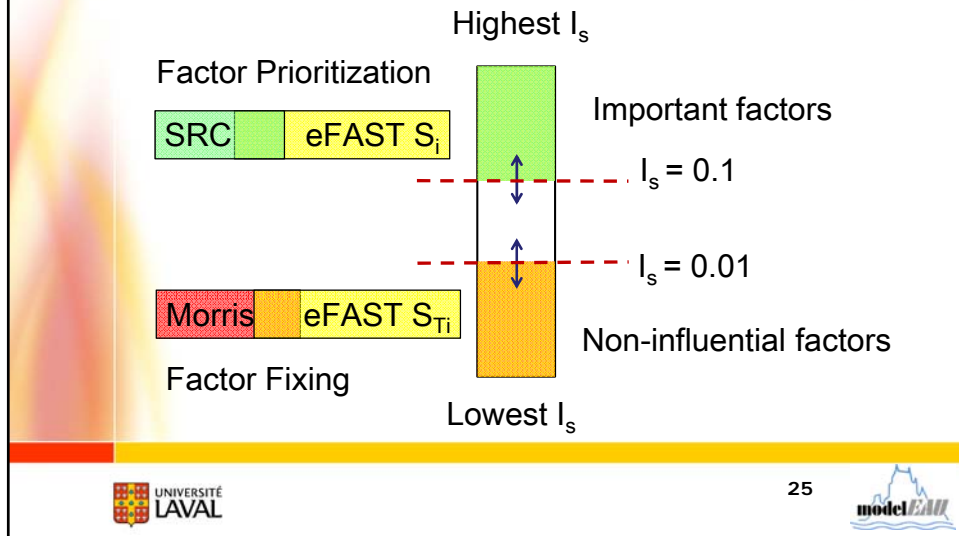 Highest Is
Factor Prioritization
SRC eFAST Si
Important factors
Is = 0.1
Is = 0.01
Morris eFAST STi
Non-influential factors
Factor Fixing
Lowest Is
UNIVERSITÉ
LAVAL
25
modelEAU